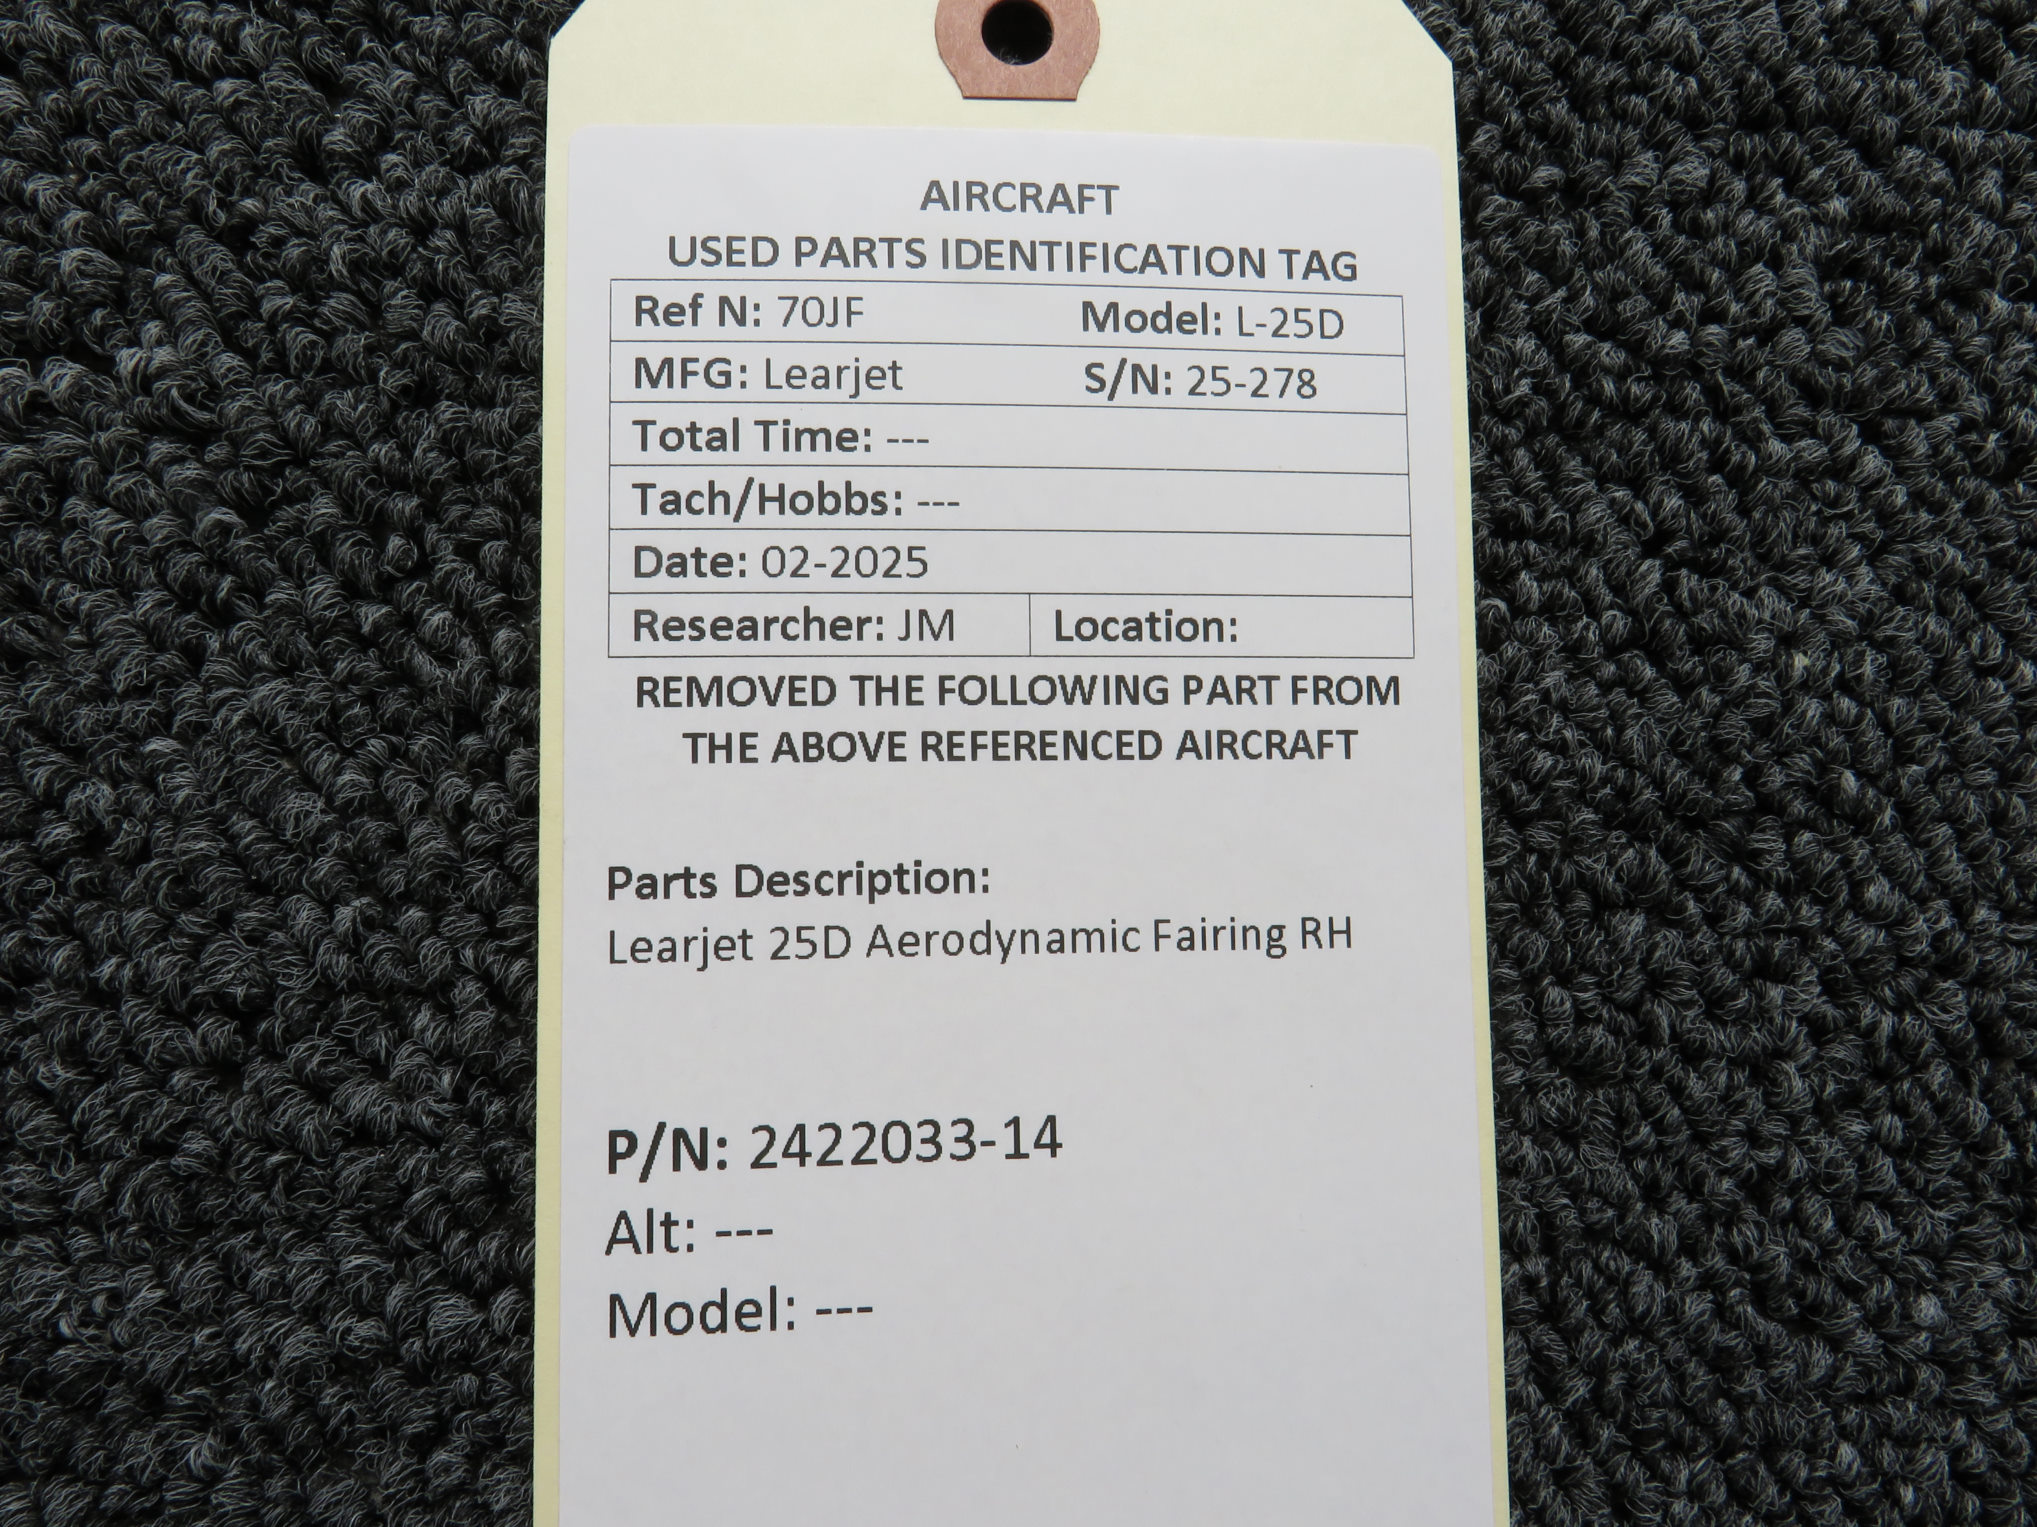 AIRCRAFT
USED PARTS IDENTIFICATION TAG
Ref N: 70JF Model: L-25D
MFG: Learjet S/N: 25-278
Total Time: ---
Tach/Hobbs: ---
Date: 02-2025
Researcher: JM Location:
REMOVED THE FOLLOWING PART FROM
THE ABOVE REFERENCED AIRCRAFT
Parts Description:
Learjet 25D Aerodynamic Fairing RH
P/N: 2422033-14
Alt: ---
Model: ---